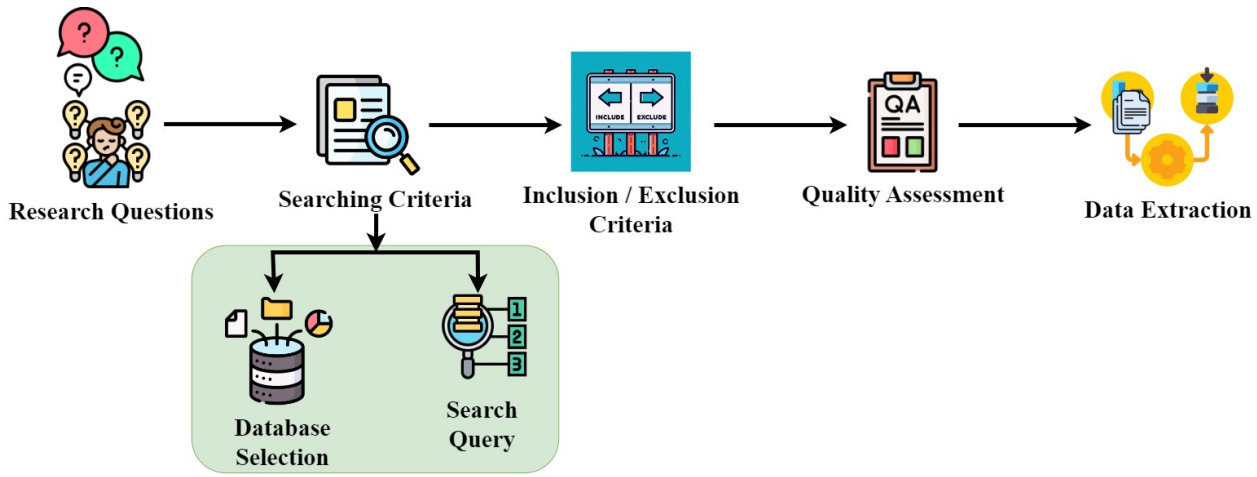 ?
?
? ?
? ?
Research Questions
Searching Criteria
INCLUDE EXCLUDE
Inclusion / Exclusion
Criteria
QA
Quality Assessment
Data Extraction
Database
Selection
1
2
3
Search
Query